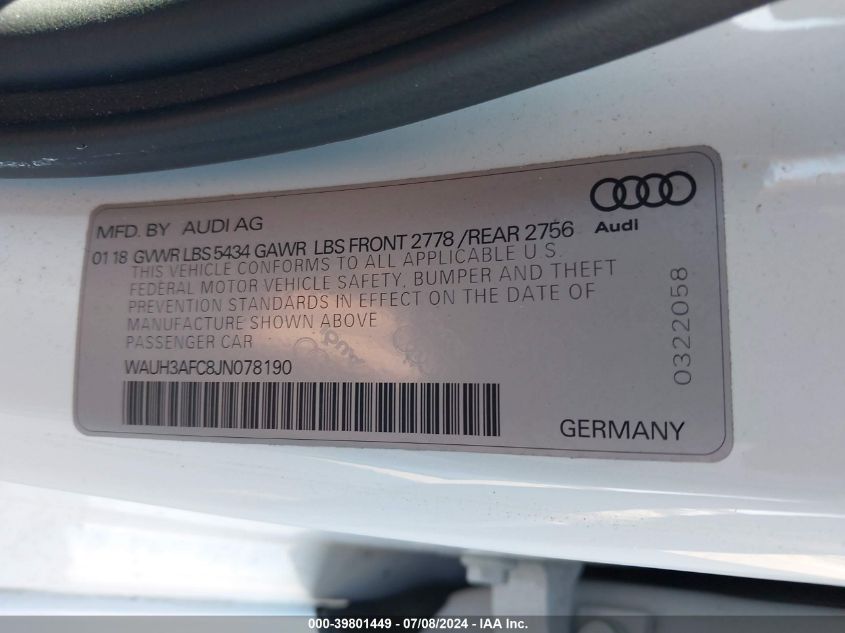 MFD. BY AUDI AG
Audi
01 18 GVWR LBS 5434 GAWR LBS FRONT 2778 /REAR 2756
THIS VEHICLE CONFORMS TO ALL APPLICABLE U.S.
FEDERAL MOTOR VEHICLE SAFETY, BUMPER AND THEFT
PREVENTION STANDARDS IN EFFECT ON THE DATE OF
MANUFACTURE SHOWN ABOVE
PASSENGER CAR
WAUH3AFC8JN078190
0322058
GERMANY
000-39801449 - 07/08/2024 - IAA Inc.